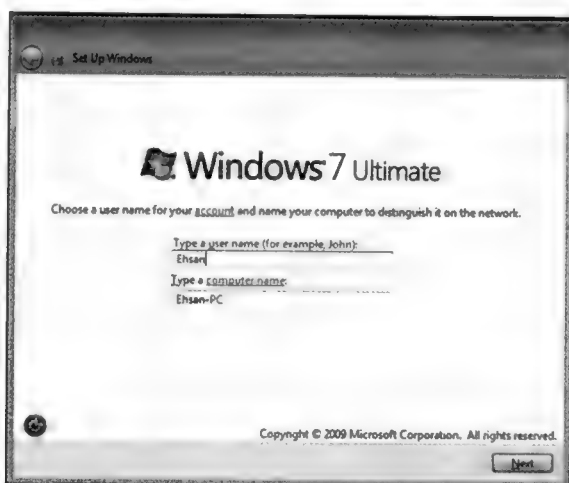 Set Up Windows
Windows 7 Ultimate
Choose a user name for your account and name your computer to distinguish it on the network.
Type a user name (for example, John):
Ehsan
Type a computer name:
Ehsan-PC
Copyright © 2009 Microsoft Corporation. All rights reserved.
Next